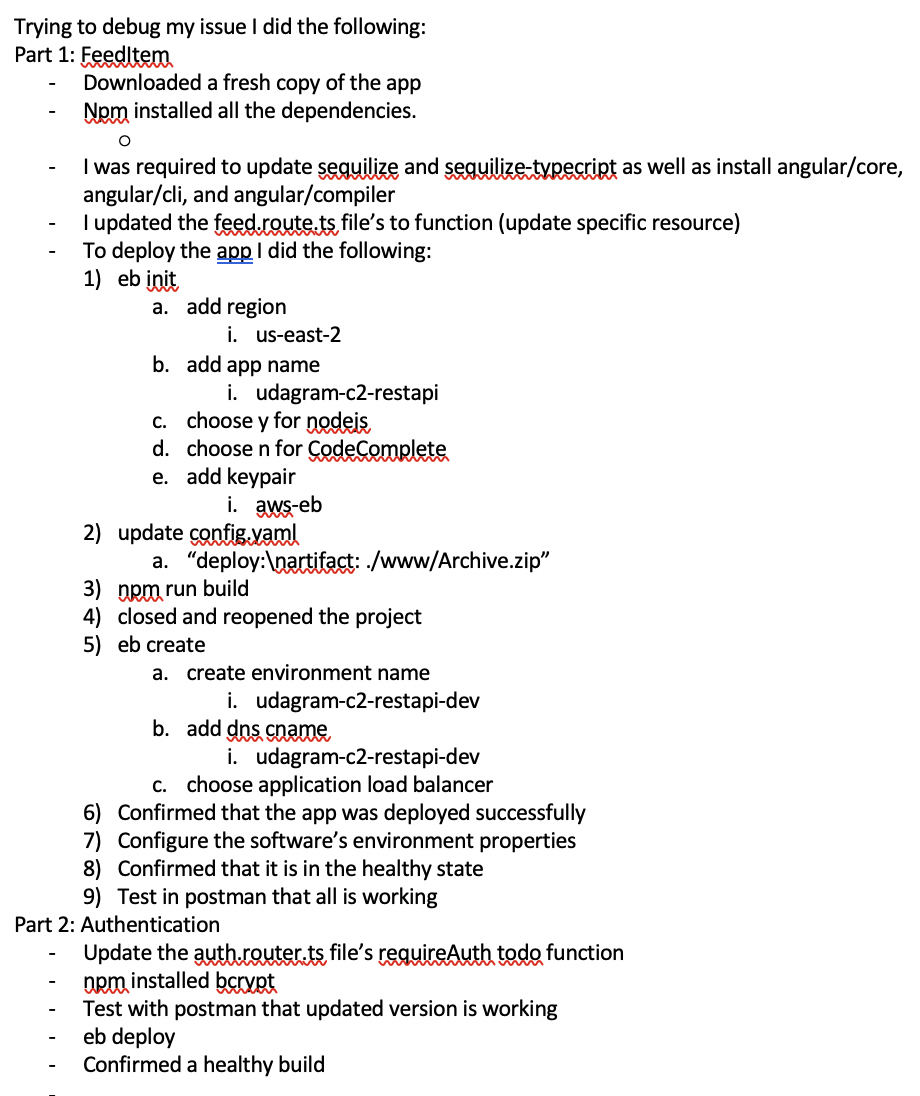 Trying to debug my issue I did the following:
Part 1: FeedItem
- Downloaded a fresh copy of the app
- Npm installed all the dependencies.
o
- I was required to update sequilize and sequilize-typecript as well as install angular/core,
angular/cli, and angular/compiler
- I updated the feed.route.ts file’s to function (update specific resource)
- To deploy the app I did the following:
1) eb init
a. add region
i. us-east-2
b. add app name
i. udagram-c2-restapi
c. choose y for nodejs
d. choose n for CodeComplete
e. add keypair
i. aws-eb
2) update config.yaml
a. “deploy:\nartifact: ./www/Archive.zip”
3) npm run build
4) closed and reopened the project
5) eb create
a. create environment name
i. udagram-c2-restapi-dev
b. add dns cname
i. udagram-c2-restapi-dev
c. choose application load balancer
6) Confirmed that the app was deployed successfully
7) Configure the software’s environment properties
8) Confirmed that it is in the healthy state
9) Test in postman that all is working
Part 2: Authentication
- Update the auth.router.ts file’s requireAuth todo function
- npm installed bcrypt
- Test with postman that updated version is working
- eb deploy
- Confirmed a healthy build
-